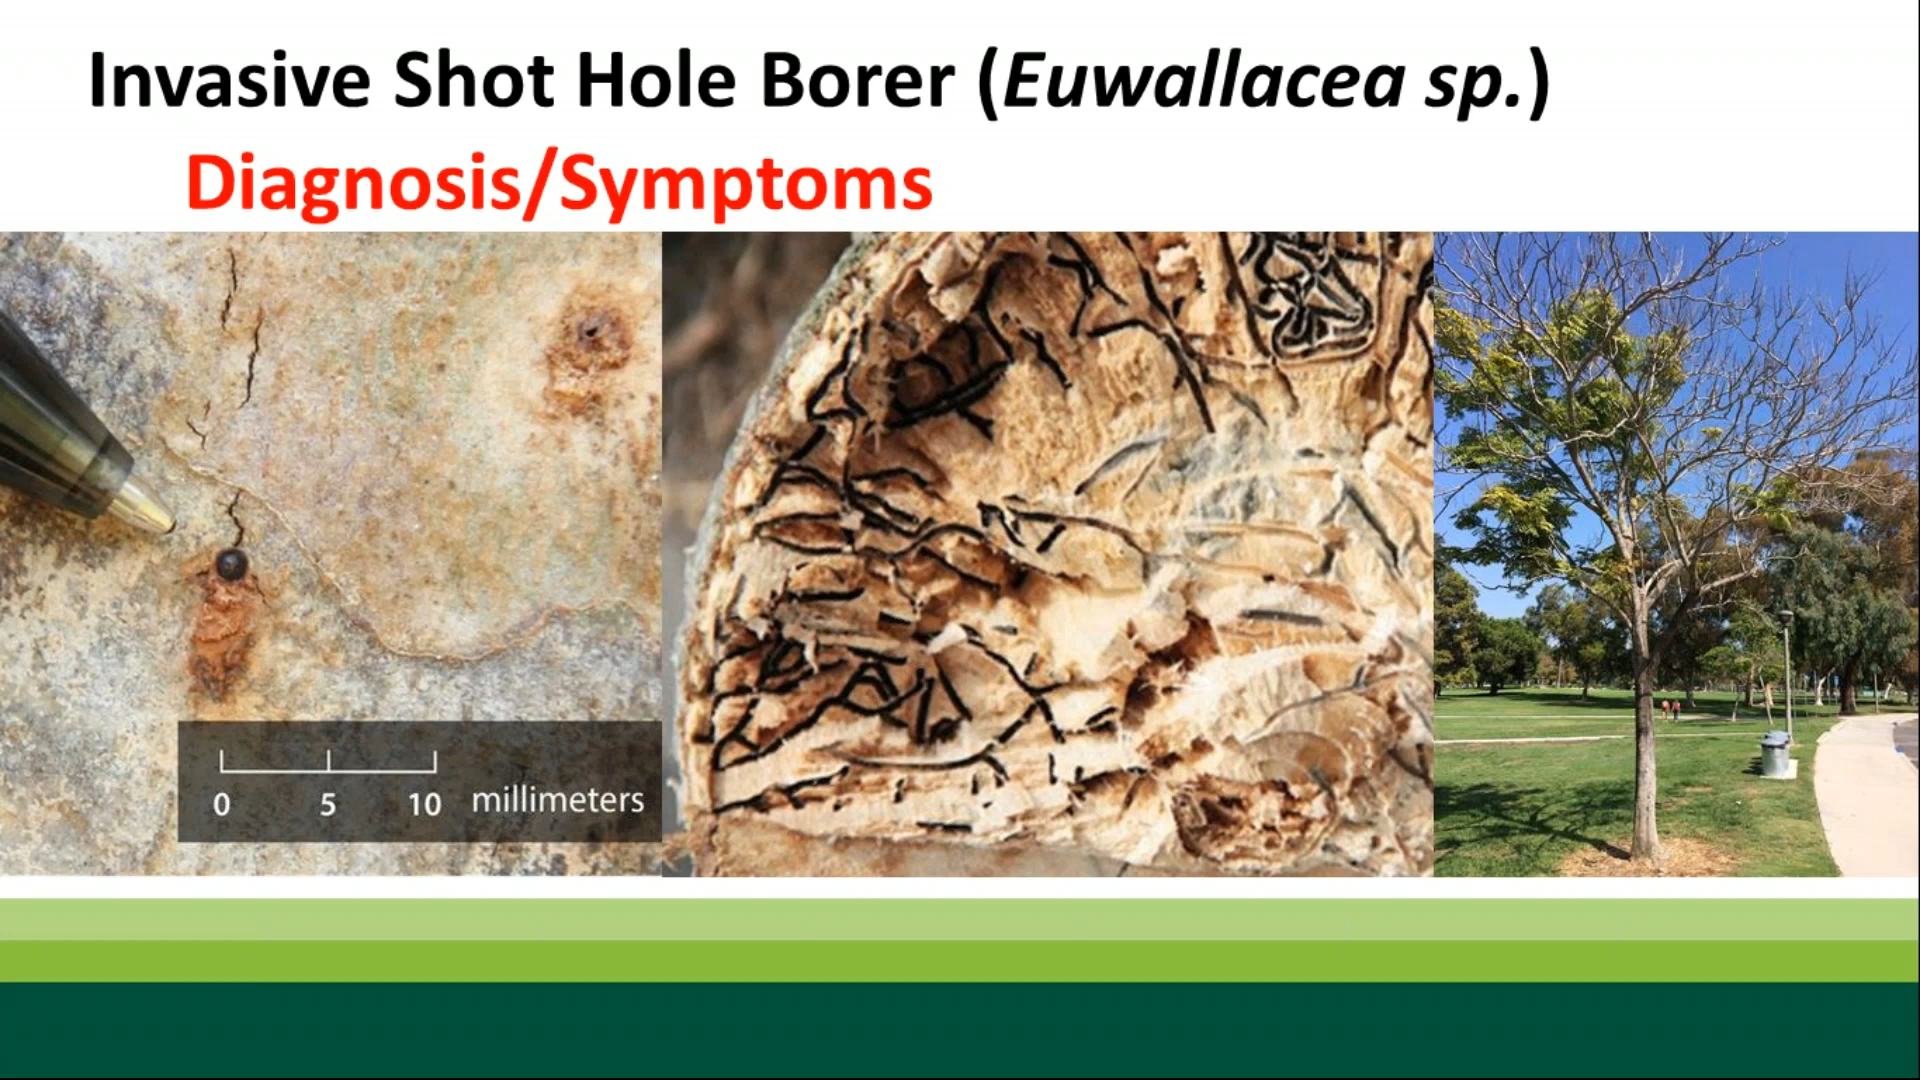 Invasive Shot Hole Borer (Euwallacea sp.)
Diagnosis/Symptoms
0 5 10 millimeters